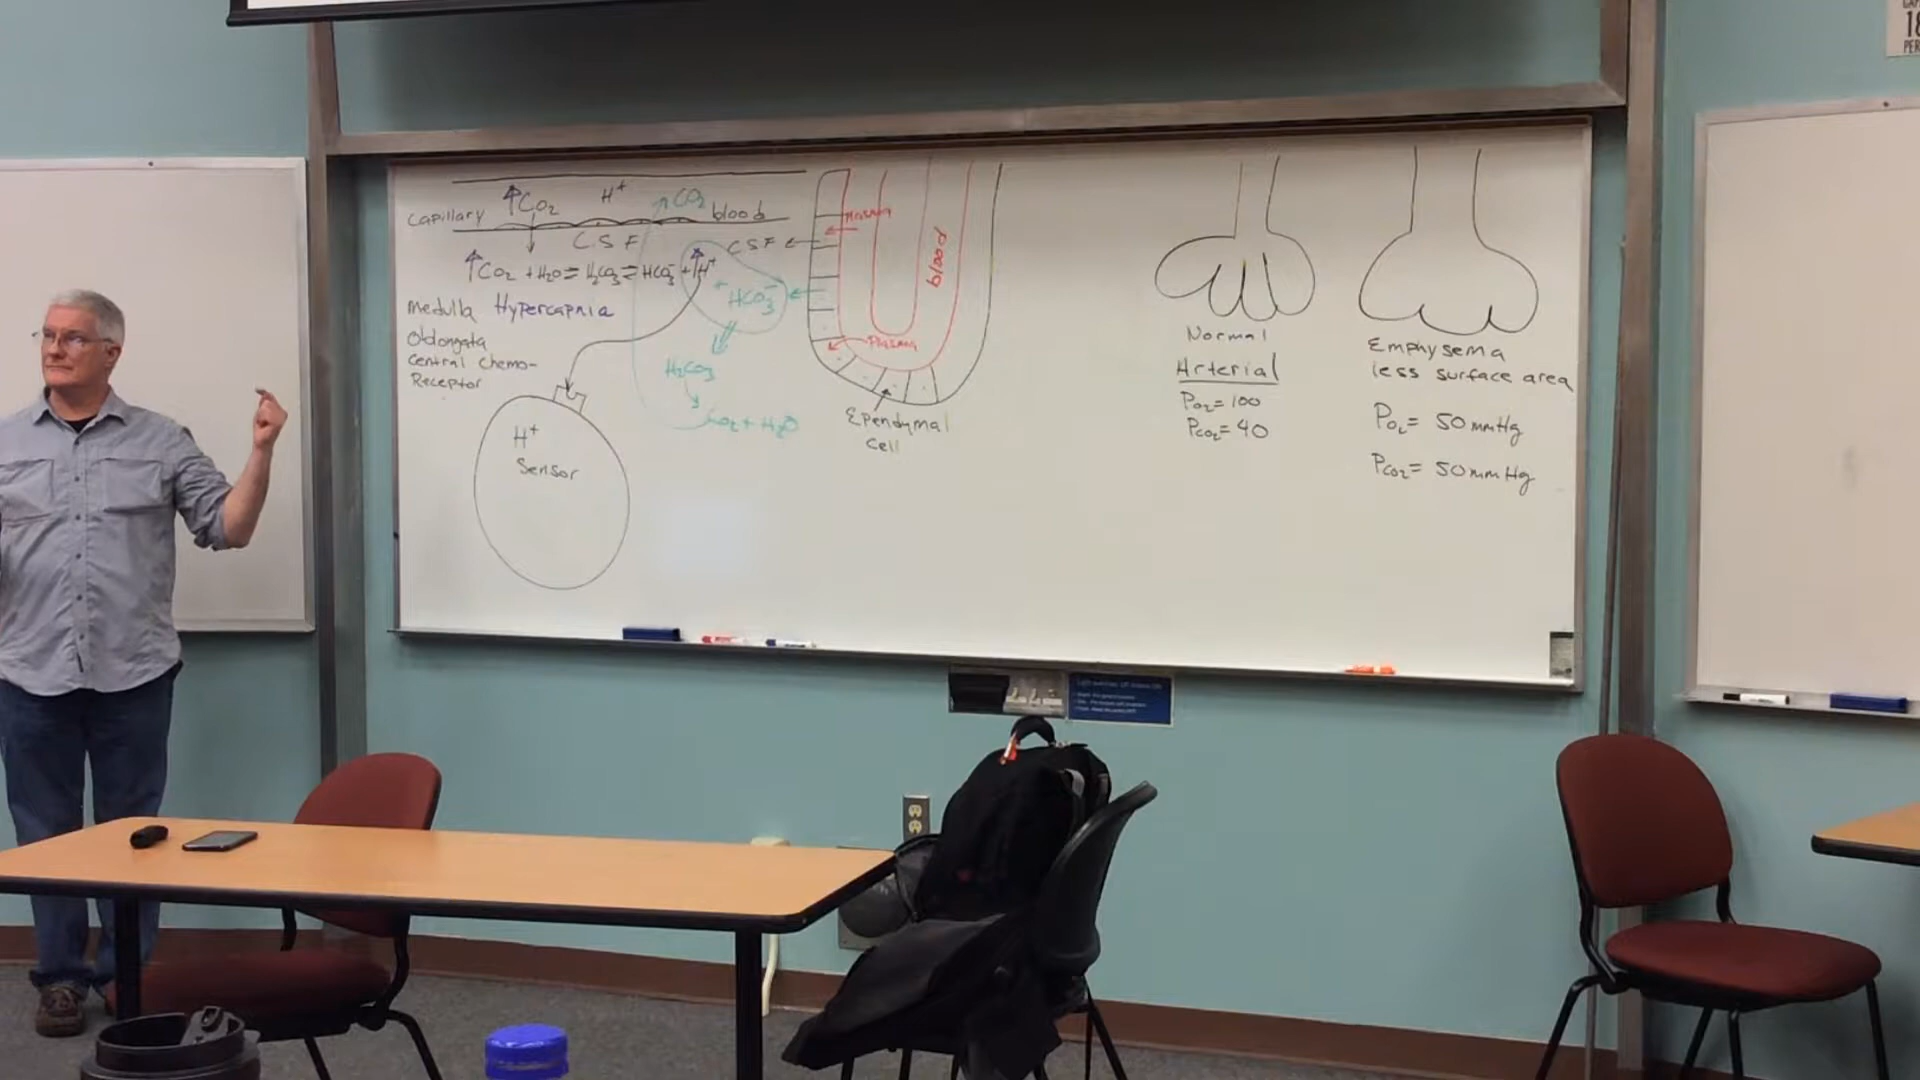 ↑CO₂ H⁺ ↗CO₂
capillary blood
CSF CSF
↑CO₂ + H₂O ⇌ H₂CO₃ ⇌ HCO₃⁻ + ↑H⁺
+ HCO₃⁻
medulla Hypercapnia
Oblongata
Central Chemo-
Receptor
H₂CO₃
CO₂ + H₂O
H⁺
Sensor
Plasma
blood
Plasma
Ependymal
Cell
Normal
Arterial
PO₂= 100
PCO₂= 40
Emphysema
less surface area
PO₂= 50 mmHg
PCO₂= 50 mm Hg